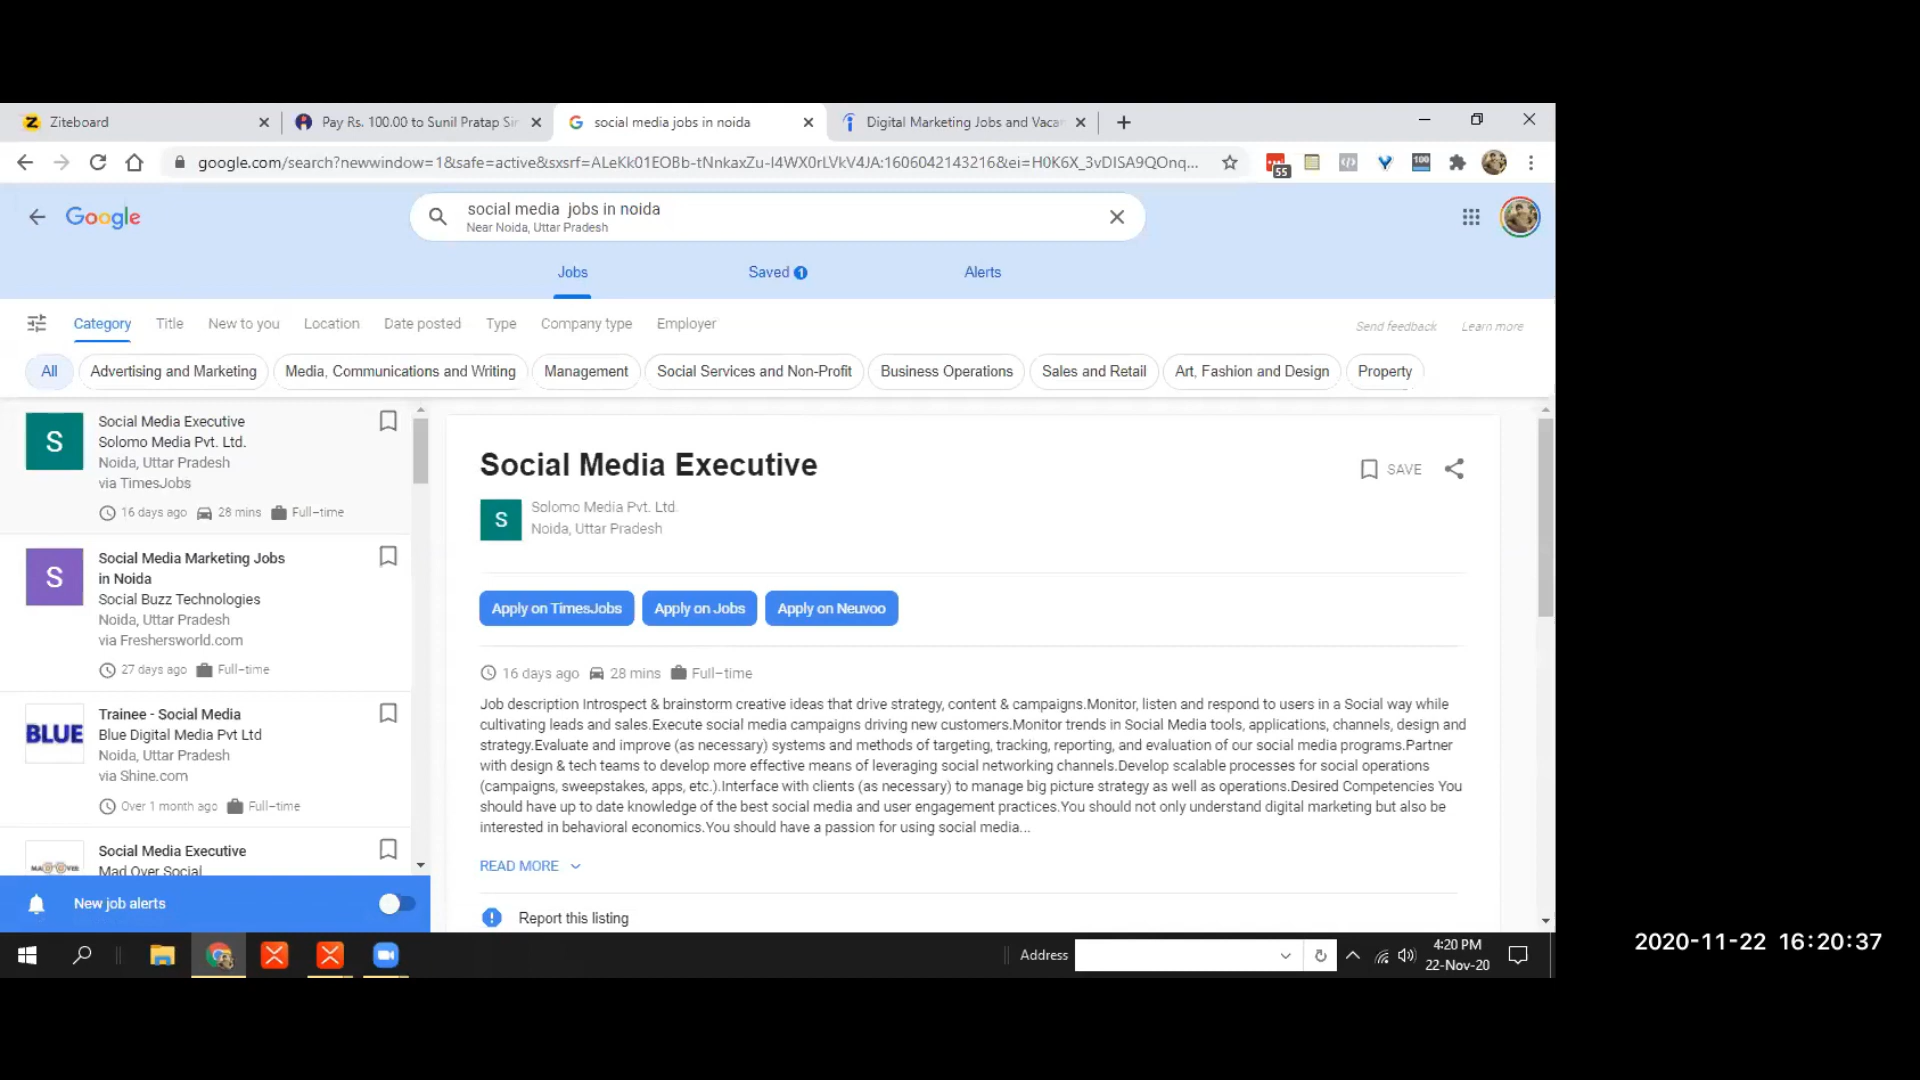 Ziteboard
Pay Rs. 100.00 to Sunil Pratap Sin
social media jobs in noida
Digital Marketing Jobs and Vacan
google.com/search?newwindow=1&safe=active&sxsrf=ALeKk01EOBb-tNnkaxZu-I4WX0rLVkV4JA:1606042143216&ei=H0K6X_3vDISA9QOnq...
55
100
Google
social media jobs in noida
Near Noida, Uttar Pradesh
Jobs
Saved 1
Alerts
Category
Title
New to you
Location
Date posted
Type
Company type
Employer
Send feedback
Learn more
All
Advertising and Marketing
Media, Communications and Writing
Management
Social Services and Non-Profit
Business Operations
Sales and Retail
Art, Fashion and Design
Property
S
Social Media Executive
Solomo Media Pvt. Ltd.
Noida, Uttar Pradesh
via TimesJobs
16 days ago
28 mins
Full-time
S
Social Media Marketing Jobs
in Noida
Social Buzz Technologies
Noida, Uttar Pradesh
via Freshersworld.com
27 days ago
Full-time
BLUE
Trainee - Social Media
Blue Digital Media Pvt Ltd
Noida, Uttar Pradesh
via Shine.com
Over 1 month ago
Full-time
Social Media Executive
Mad Over Social
New job alerts
Social Media Executive
SAVE
S
Solomo Media Pvt. Ltd.
Noida, Uttar Pradesh
Apply on TimesJobs
Apply on Jobs
Apply on Neuvoo
16 days ago
28 mins
Full-time
Job description Introspect & brainstorm creative ideas that drive strategy, content & campaigns.Monitor, listen and respond to users in a Social way while
cultivating leads and sales.Execute social media campaigns driving new customers.Monitor trends in Social Media tools, applications, channels, design and
strategy.Evaluate and improve (as necessary) systems and methods of targeting, tracking, reporting, and evaluation of our social media programs.Partner
with design & tech teams to develop more effective means of leveraging social networking channels.Develop scalable processes for social operations
(campaigns, sweepstakes, apps, etc.).Interface with clients (as necessary) to manage big picture strategy as well as operations.Desired Competencies You
should have up to date knowledge of the best social media and user engagement practices.You should not only understand digital marketing but also be
interested in behavioral economics.You should have a passion for using social media...
READ MORE
Report this listing
Address
4:20 PM
22-Nov-20
2020-11-22 16:20:37